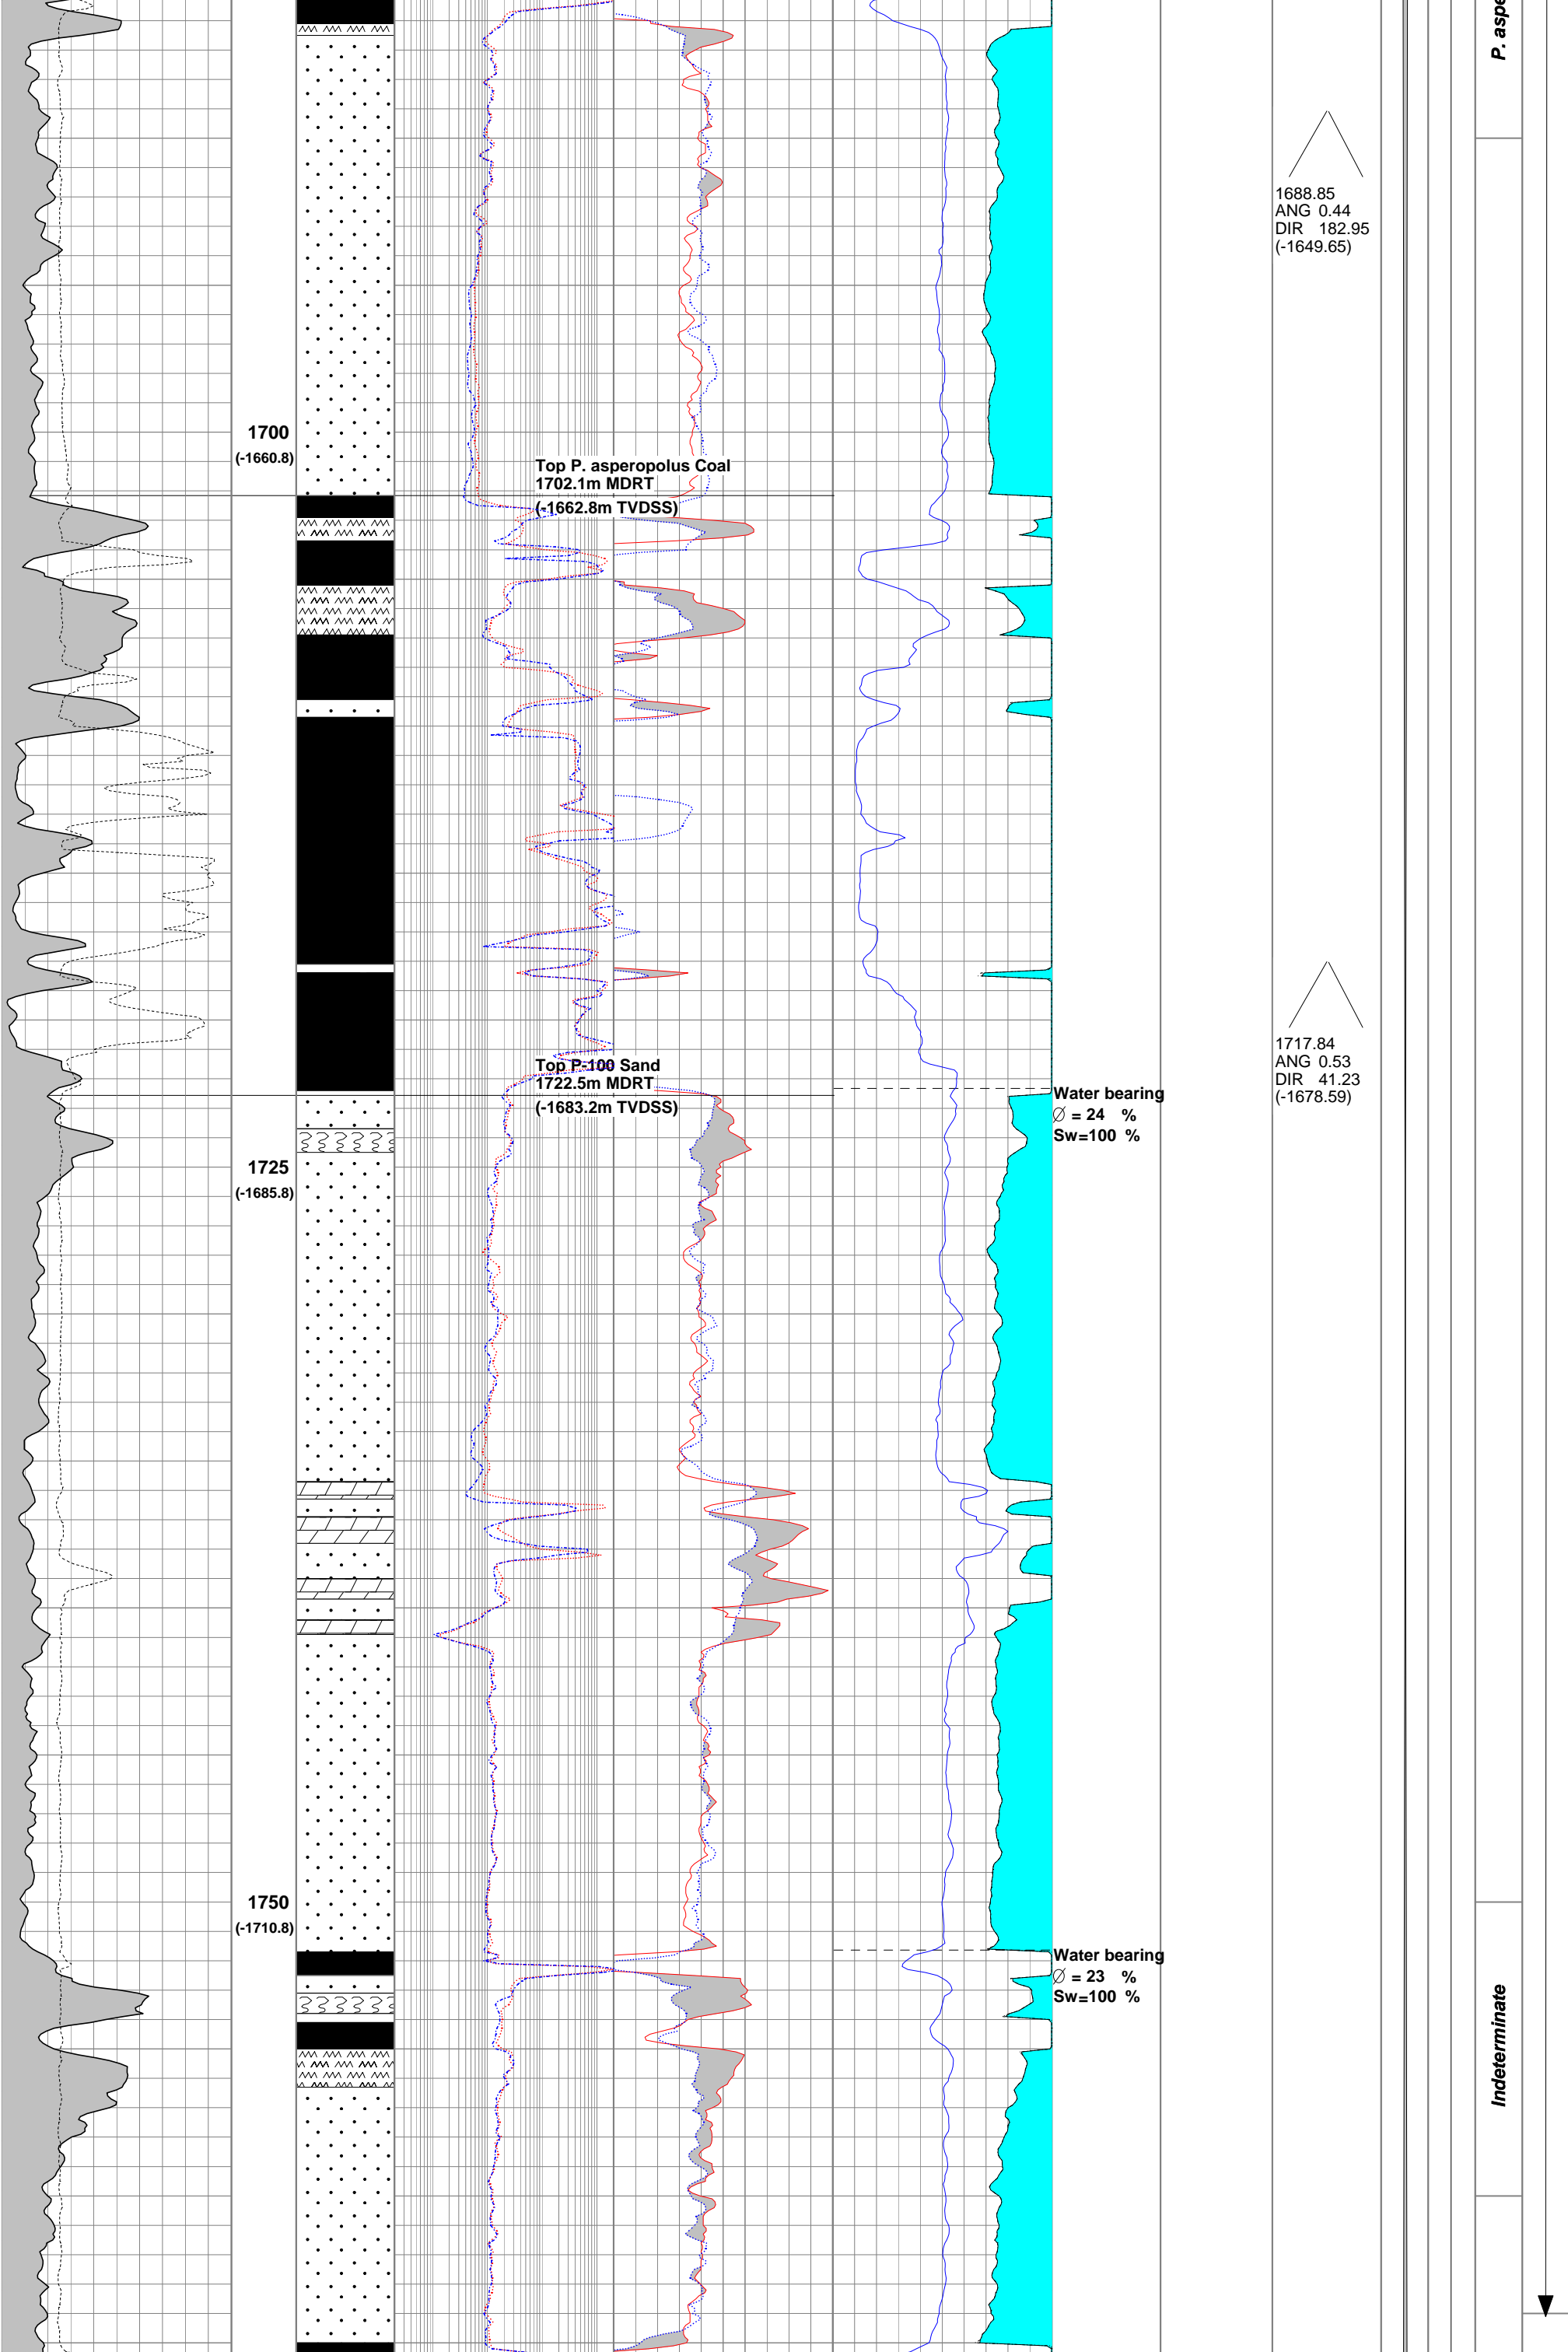 P. aspe
1688.85
ANG 0.44
DIR 182.95
(-1649.65)
1700
(-1660.8)
Top P. asperopolus Coal
1702.1m MDRT
(-1662.8m TVDSS)
1717.84
ANG 0.53
DIR 41.23
(-1678.59)
Top P-100 Sand
1722.5m MDRT
(-1683.2m TVDSS)
Water bearing
Ø = 24 %
Sw=100 %
1725
(-1685.8)
1750
(-1710.8)
Water bearing
Ø = 23 %
Sw=100 %
Indeterminate